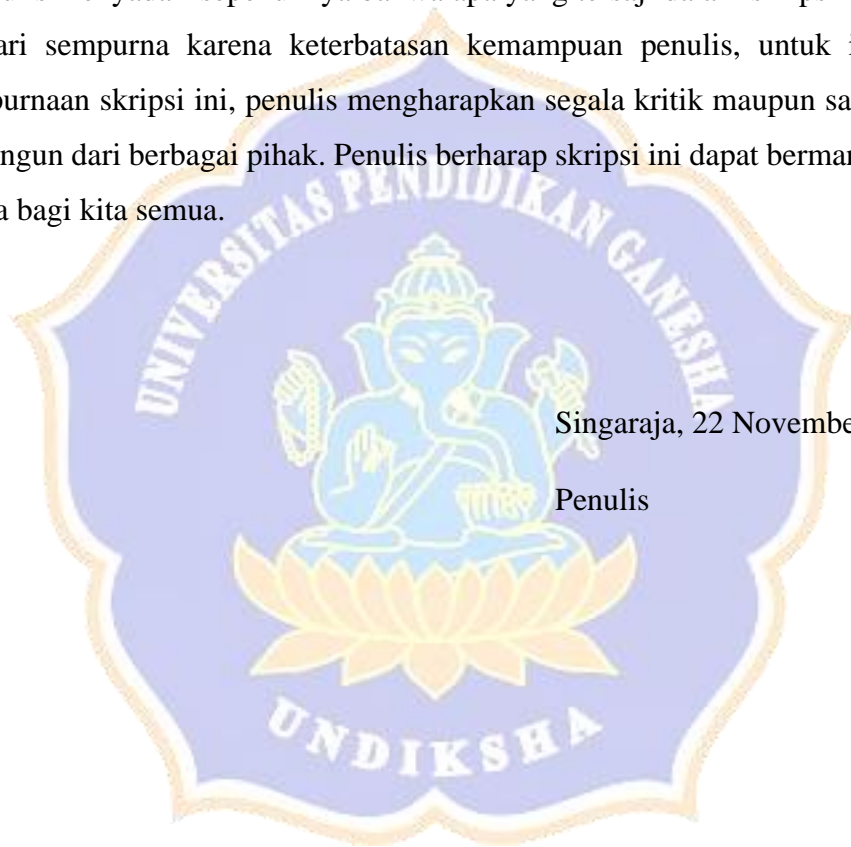 ari sempurna karena keterbatasan kemampuan penulis, untuk i
purnaan skripsi ini, penulis mengharapkan segala kritik maupun sa
ngun dari berbagai pihak. Penulis berharap skripsi ini dapat berman
a bagi kita semua.
UNIVERSITAS PENDIDIKAN GANESHA
Singaraja, 22 Novembe
Penulis
UNDIKSHA